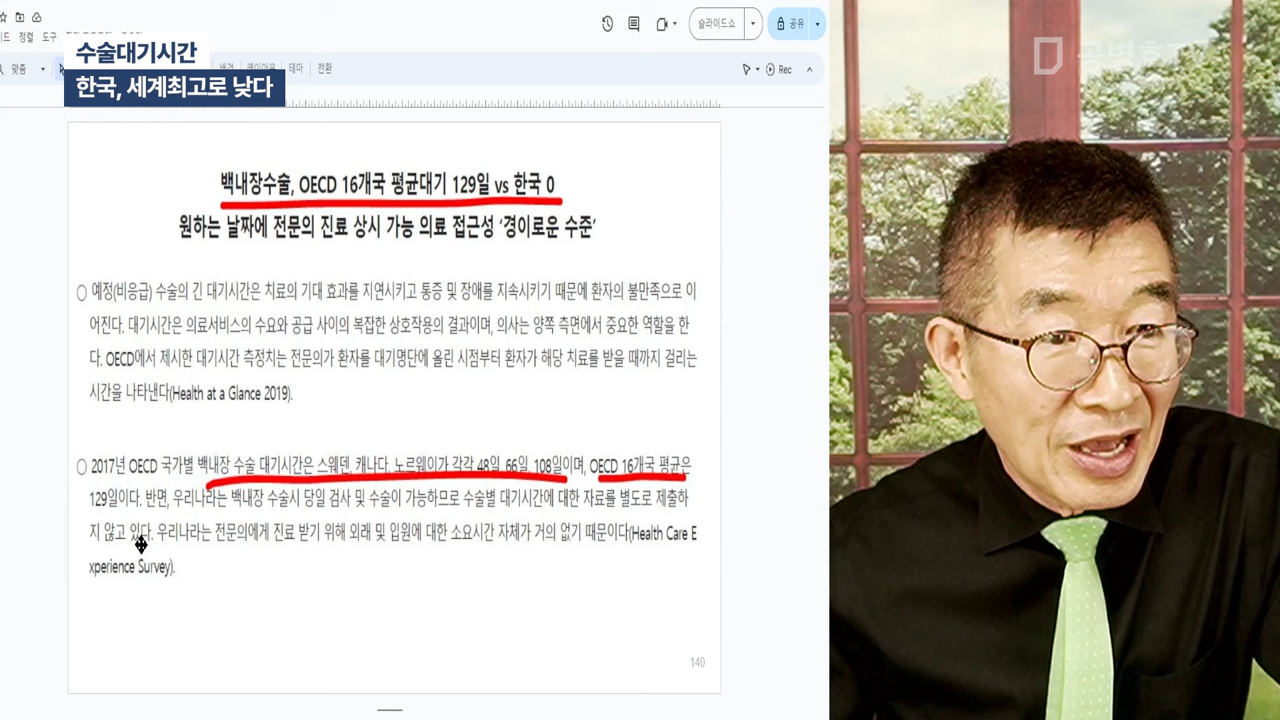 슬라이드쇼
공유
정렬 도구
수술대기시간
맞춤
테마 전환
Rec
한국, 세계최고로 낮다
백내장수술, OECD 16개국 평균대기 129일 vs 한국 0
원하는 날짜에 전문의 진료 상시 가능 의료 접근성 '경이로운 수준'
○ 예정(비응급) 수술의 긴 대기시간은 치료의 기대 효과를 지연시키고 통증 및 장애를 지속시키기 때문에 환자의 불만족으로 이
어진다. 대기시간은 의료서비스의 수요와 공급 사이의 복잡한 상호작용의 결과이며, 의사는 양쪽 측면에서 중요한 역할을 한
다. OECD에서 제시한 대기시간 측정치는 전문의가 환자를 대기명단에 올린 시점부터 환자가 해당 치료를 받을 때까지 걸리는
시간을 나타낸다(Health at a Glance 2019).
○ 2017년 OECD 국가별 백내장 수술 대기시간은 스웨덴, 캐나다, 노르웨이가 각각 48일, 66일, 108일이며, OECD 16개국 평균은
129일이다. 반면, 우리나라는 백내장 수술시 당일 검사 및 수술이 가능하므로 수술별 대기시간에 대한 자료를 별도로 제출하
지 않고 있다. 우리나라는 전문의에게 진료 받기 위해 외래 및 입원에 대한 소요시간 자체가 거의 없기 때문이다(Health Care E
xperience Survey).
140